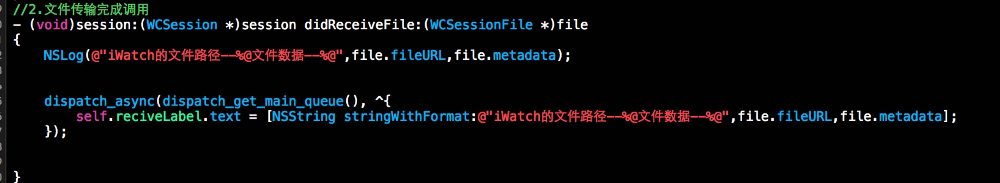 //2.文件传输完成调用
- (void)session:(WCSession *)session didReceiveFile:(WCSessionFile *)file
{
NSLog(@"iWatch的文件路径--%@文件数据--%@",file.fileURL,file.metadata);
dispatch_async(dispatch_get_main_queue(), ^{
self.reciveLabel.text = [NSString stringWithFormat:@"iWatch的文件路径--%@文件数据--%@",file.fileURL,file.metadata];
});
}